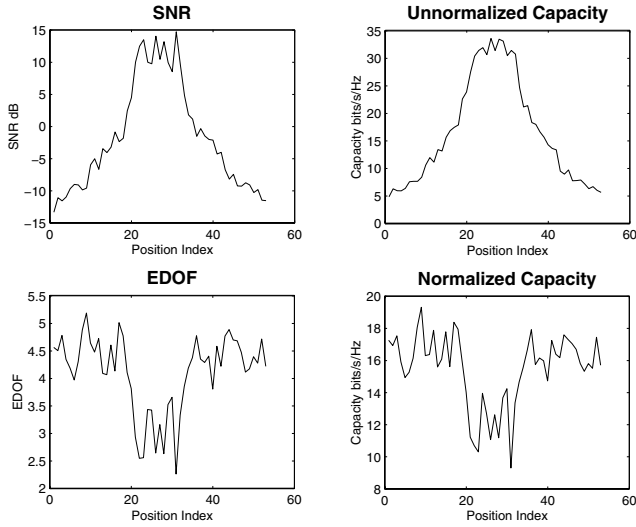 SNR
15
10
5
0
−5
−10
−15
SNR dB
0 20 40 60
Position Index
Unnormalized Capacity
35
30
25
20
15
10
5
0
Capacity bits/s/Hz
0 20 40 60
Position Index
EDOF
5.5
5
4.5
4
3.5
3
2.5
2
EDOF
0 20 40 60
Position Index
Normalized Capacity
20
18
16
14
12
10
8
Capacity bits/s/Hz
0 20 40 60
Position Index